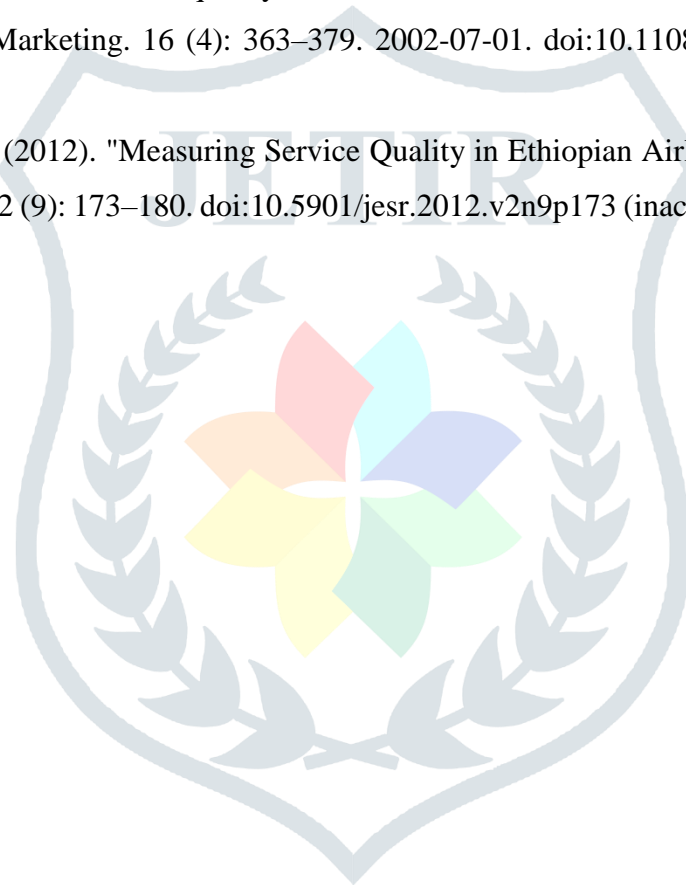 Marketing. 16 (4): 363–379. 2002-07-01. doi:10.1108
(2012). "Measuring Service Quality in Ethiopian Air
2 (9): 173–180. doi:10.5901/jesr.2012.v2n9p173 (inac
JETIR